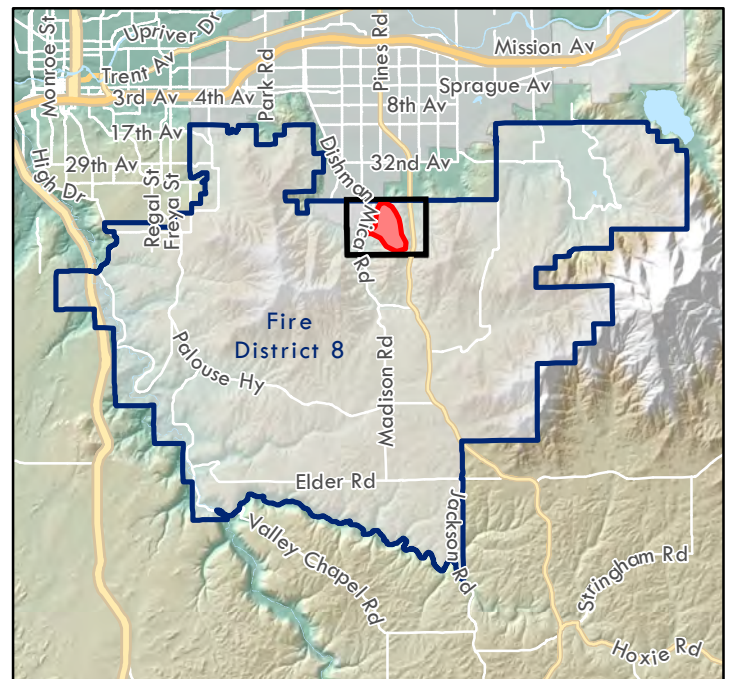 Monroe St
Upriver Dr
Park Rd
Pines Rd
Mission Av
Trent Av
3rd Av
4th Av
Sprague Av
8th Av
17th Av
Dishman Mica Rd
32nd Av
29th Av
High Dr
Regal St
Freya St
Fire
District 8
Palouse Hy
Madison Rd
Elder Rd
Jackson Rd
Valley Chapel Rd
Stringham Rd
Hoxie Rd